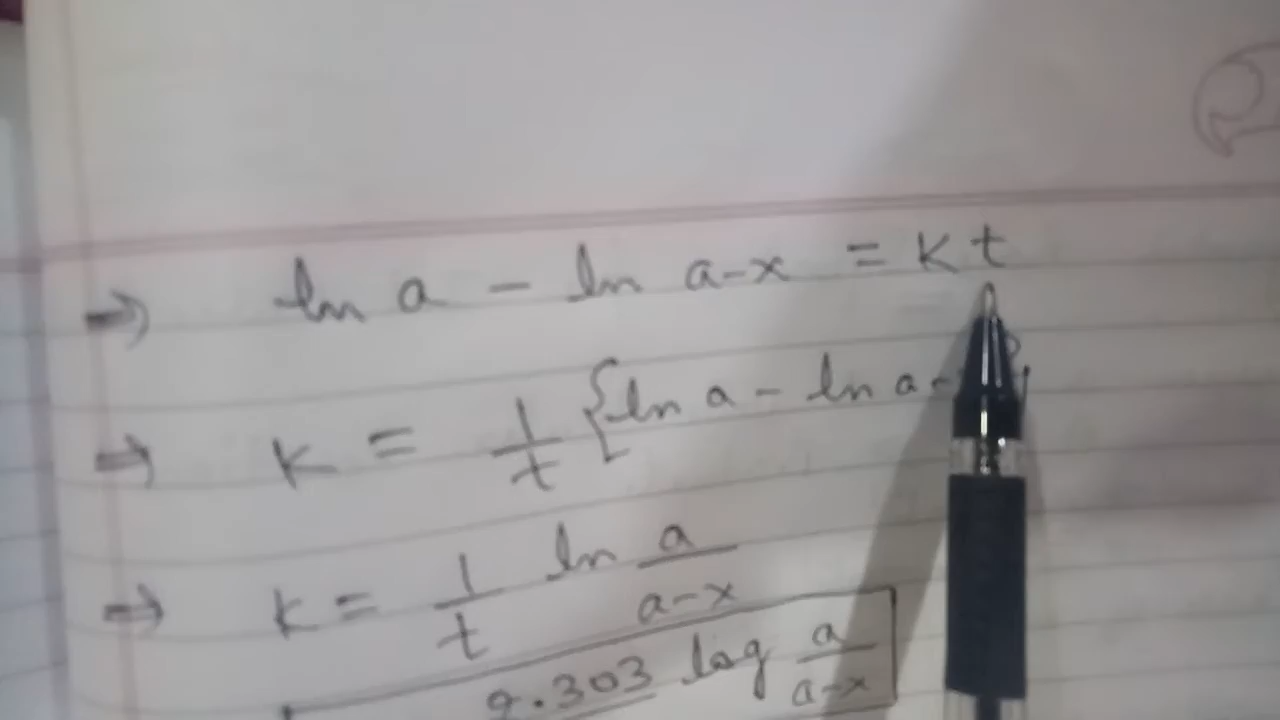 → ln a - ln a-x = kt
→ k = 1/t {ln a - ln a-
→ k = 1/t ln a/a-x
2.303 log a/a-x